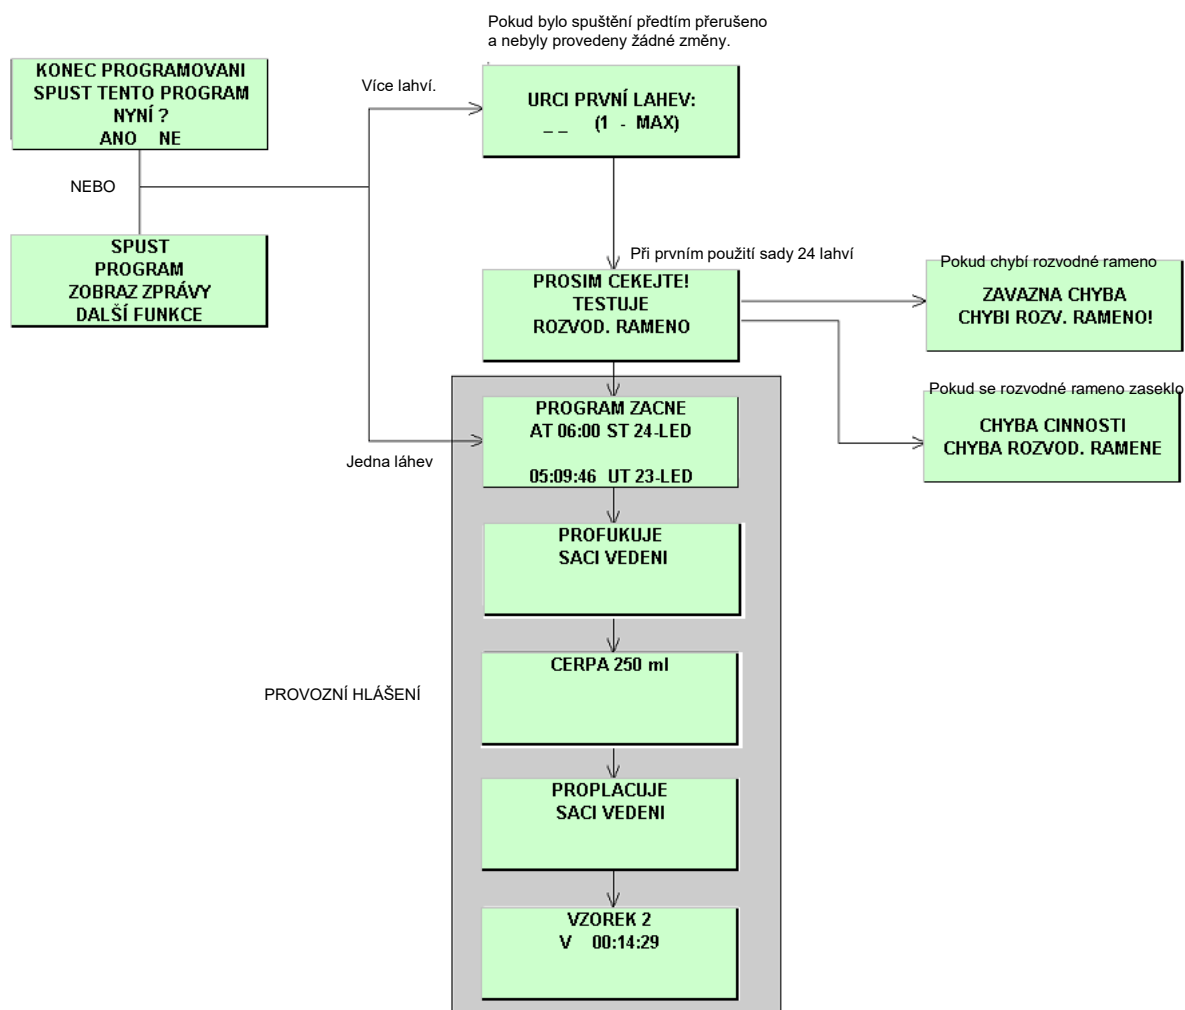 Pokud bylo spuštění předtím přerušeno
a nebyly provedeny žádné změny.
KONEC PROGRAMOVANI
SPUST TENTO PROGRAM
NYNÍ ?
ANO NE
Více lahví.
URCI PRVNÍ LAHEV:
_ _ (1 - MAX)
NEBO
SPUST
PROGRAM
ZOBRAZ ZPRÁVY
DALŠÍ FUNKCE
Při prvním použití sady 24 lahví
PROSIM CEKEJTE!
TESTUJE
ROZVOD. RAMENO
Pokud chybí rozvodné rameno
ZAVAZNA CHYBA
CHYBI ROZV. RAMENO!
Pokud se rozvodné rameno zaseklo
CHYBA CINNOSTI
CHYBA ROZVOD. RAMENE
PROGRAM ZACNE
AT 06:00 ST 24-LED
05:09:46 UT 23-LED
Jedna láhev
PROFUKUJE
SACI VEDENI
CERPA 250 ml
PROVOZNÍ HLÁŠENÍ
PROPLACUJE
SACI VEDENI
VZOREK 2
V 00:14:29